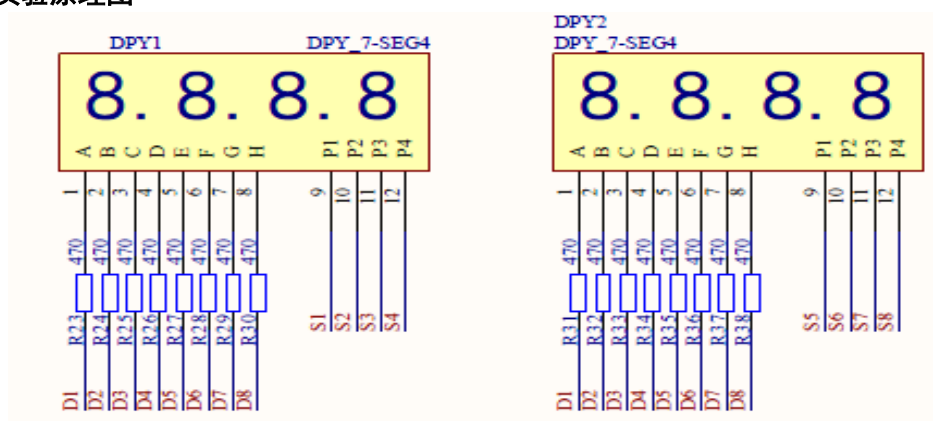 DPY1 DPY_7-SEG4
8.8.8.8
A B C D E F G H P1 P2 P3 P4
1 2 3 4 5 6 7 8 9 10 11 12
470 470 470 470 470 470 470 470
R23 R24 R25 R26 R27 R28 R29 R30
S1 S2 S3 S4
D1 D2 D3 D4 D5 D6 D7 D8
DPY2
DPY_7-SEG4
8.8.8.8
A B C D E F G H P1 P2 P3 P4
1 2 3 4 5 6 7 8 9 10 11 12
470 470 470 470 470 470 470 470
R31 R32 R33 R34 R35 R36 R37 R38
S5 S6 S7 S8
D1 D2 D3 D4 D5 D6 D7 D8